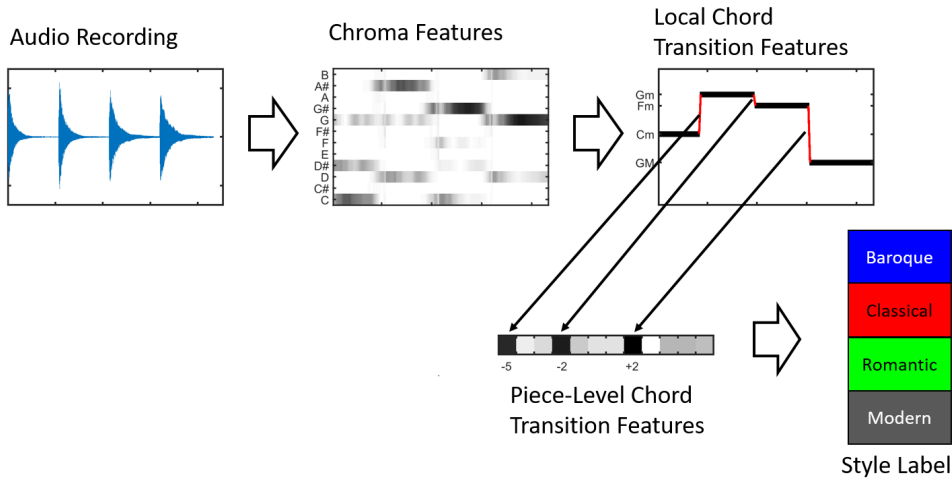 Audio Recording
Chroma Features
Local Chord
Transition Features
B
A#
A
G#
G
F#
F
E
D#
D
C#
C
Gm
Fm
Cm
GM
-5
-2
+2
Piece-Level Chord
Transition Features
Baroque
Classical
Romantic
Modern
Style Label